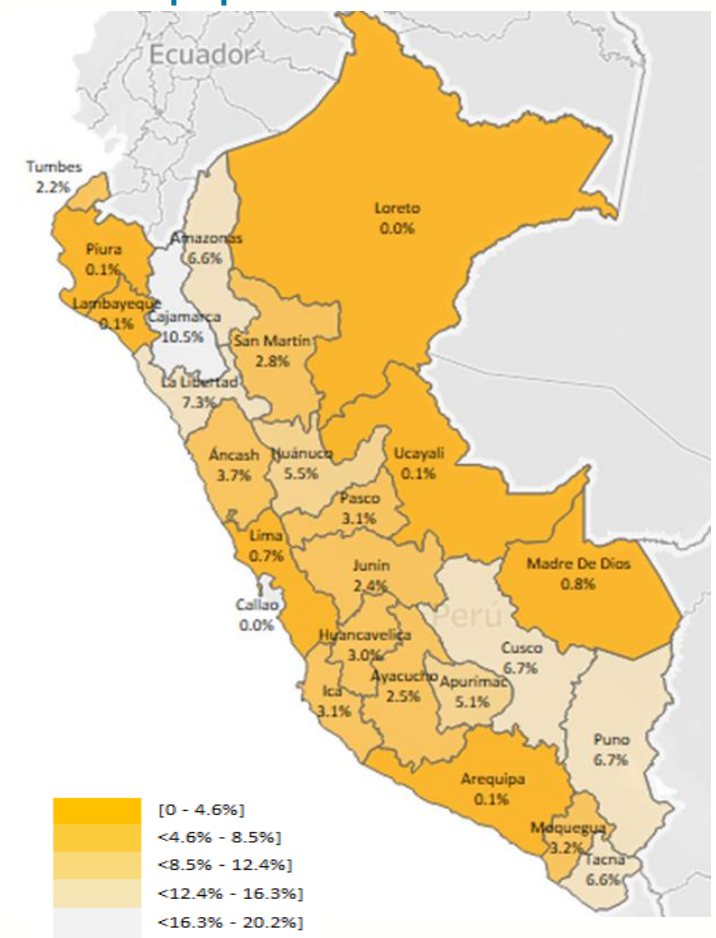 Ecuador
Tumbes
2.2%
Loreto
0.0%
Piura
0.1%
Amazonas
6.6%
Lambayeque
0.1%
Cajamarca
10.5%
San Martín
2.8%
La Libertad
7.3%
Áncash
3.7%
Huánuco
5.5%
Ucayali
0.1%
Pasco
3.1%
Lima
0.7%
Junín
2.4%
Madre De Dios
0.8%
Callao
0.0%
Perú
Huancavelica
3.0%
Cusco
6.7%
Ayacucho
2.5%
Apurímac
5.1%
Ica
3.1%
Puno
6.7%
Arequipa
0.1%
Moquegua
3.2%
Tacna
6.6%
[0 - 4.6%]
<4.6% - 8.5%]
<8.5% - 12.4%]
<12.4% - 16.3%]
<16.3% - 20.2%]